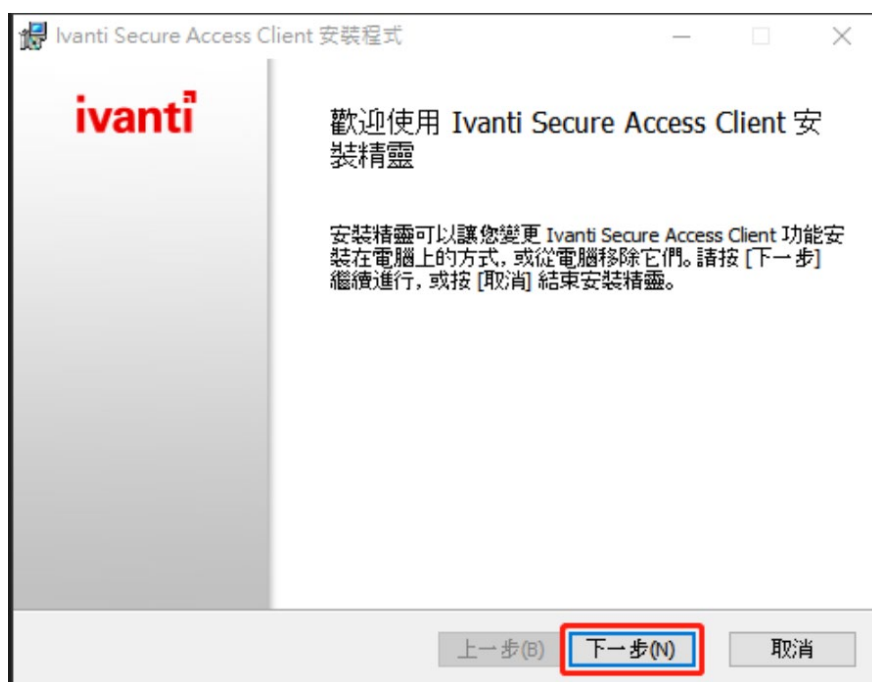 Ivanti Secure Access Client 安裝程式
ivanti
歡迎使用 Ivanti Secure Access Client 安
裝精靈
安裝精靈可以讓您變更 Ivanti Secure Access Client 功能安
裝在電腦上的方式，或從電腦移除它們。請按 [下一步]
繼續進行，或按 [取消] 結束安裝精靈。
上一步(B) 下一步(N) 取消